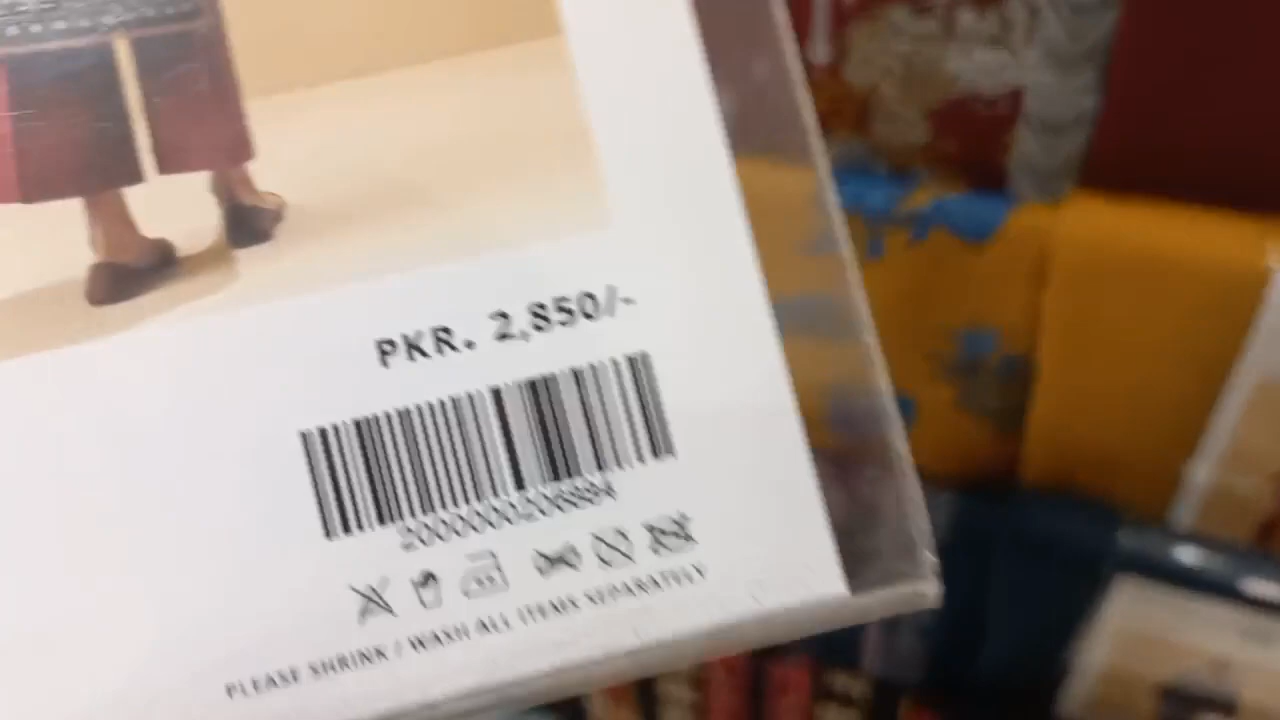 PKR. 2,850/-
PLEASE SHRINK / WASH ALL ITEMS SEPARATELY